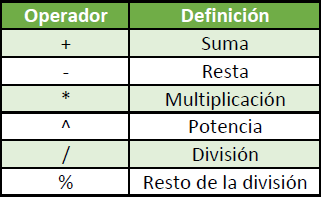 Operador Definición
+ Suma
- Resta
* Multiplicación
^ Potencia
/ División
% Resto de la división